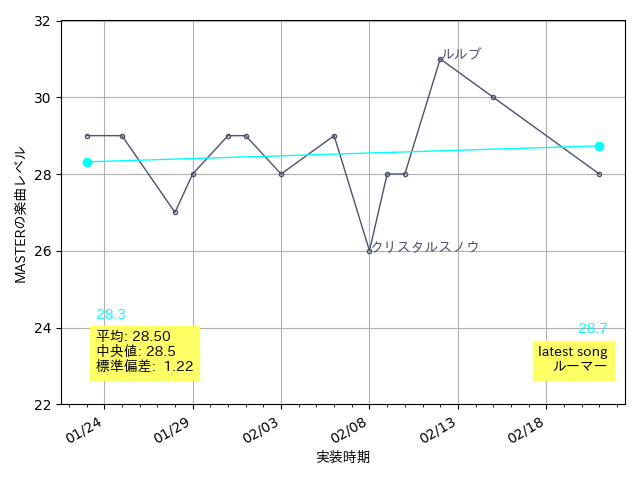 32
30
28
26
24
22
MASTERの楽曲レベル
ルルブ
クリスタルスノウ
28.3
平均: 28.50
中央値: 28.5
標準偏差: 1.22
28.7
latest song
ルーマー
01/24
01/29
02/03
02/08
02/13
02/18
実装時期